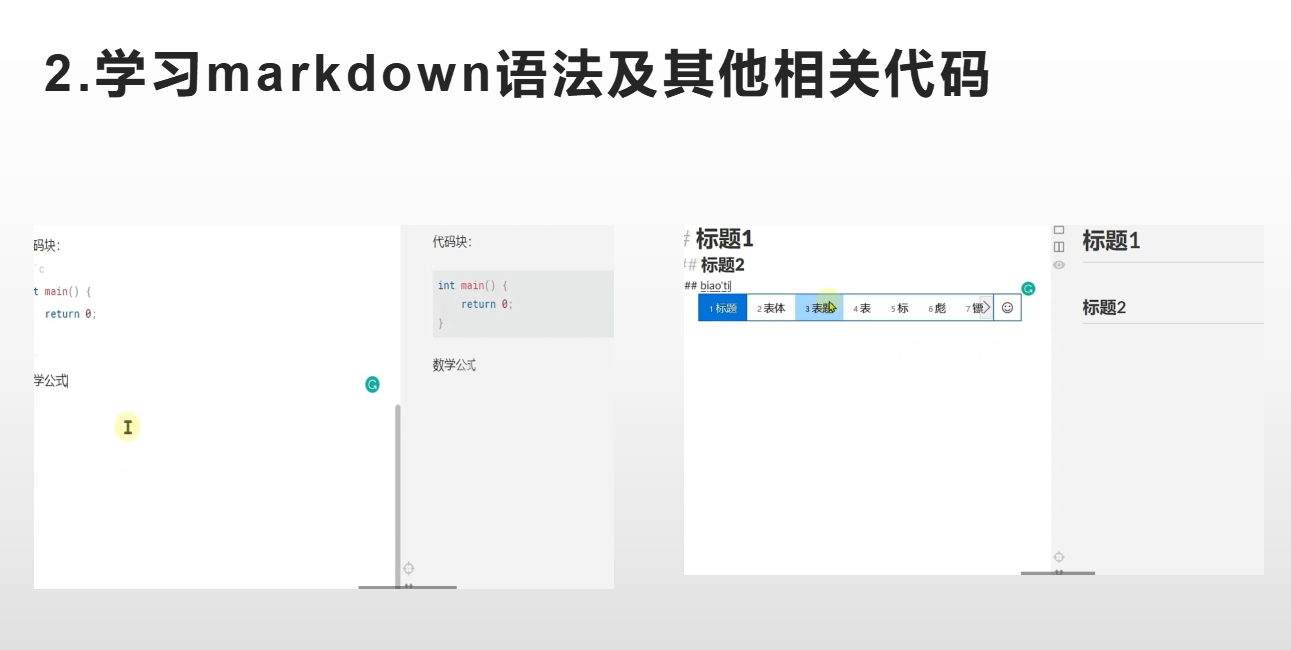 2.学习markdown语法及其他相关代码
码块：
`c
t main() {
return 0;
学公式
代码块：
int main() {
return 0;
}
数学公式
# 标题1
## 标题2
## biao'ti
1 标题 2 表体 3 表题 4 表 5 标 6 彪 7 镖
标题1
标题2